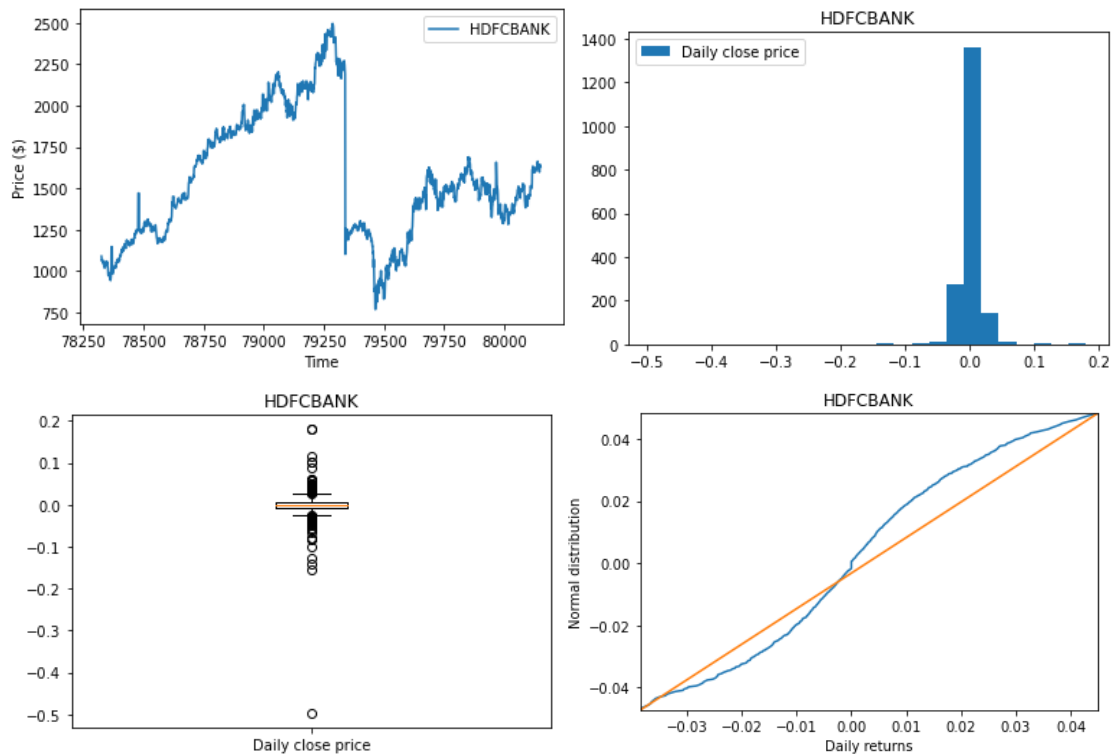 HDFCBANK
2500
2250
2000
1750
1500
1250
1000
750
Price ($)
78250 78500 78750 79000 79250 79500 79750 80000
Time
HDFCBANK
Daily close price
1400
1200
1000
800
600
400
200
0
−0.5 −0.4 −0.3 −0.2 −0.1 0.0 0.1 0.2
HDFCBANK
0.2
0.1
0.0
−0.1
−0.2
−0.3
−0.4
−0.5
Daily close price
HDFCBANK
0.04
0.02
0.00
−0.02
−0.04
Normal distribution
−0.03 −0.02 −0.01 0.00 0.01 0.02 0.03 0.04
Daily returns